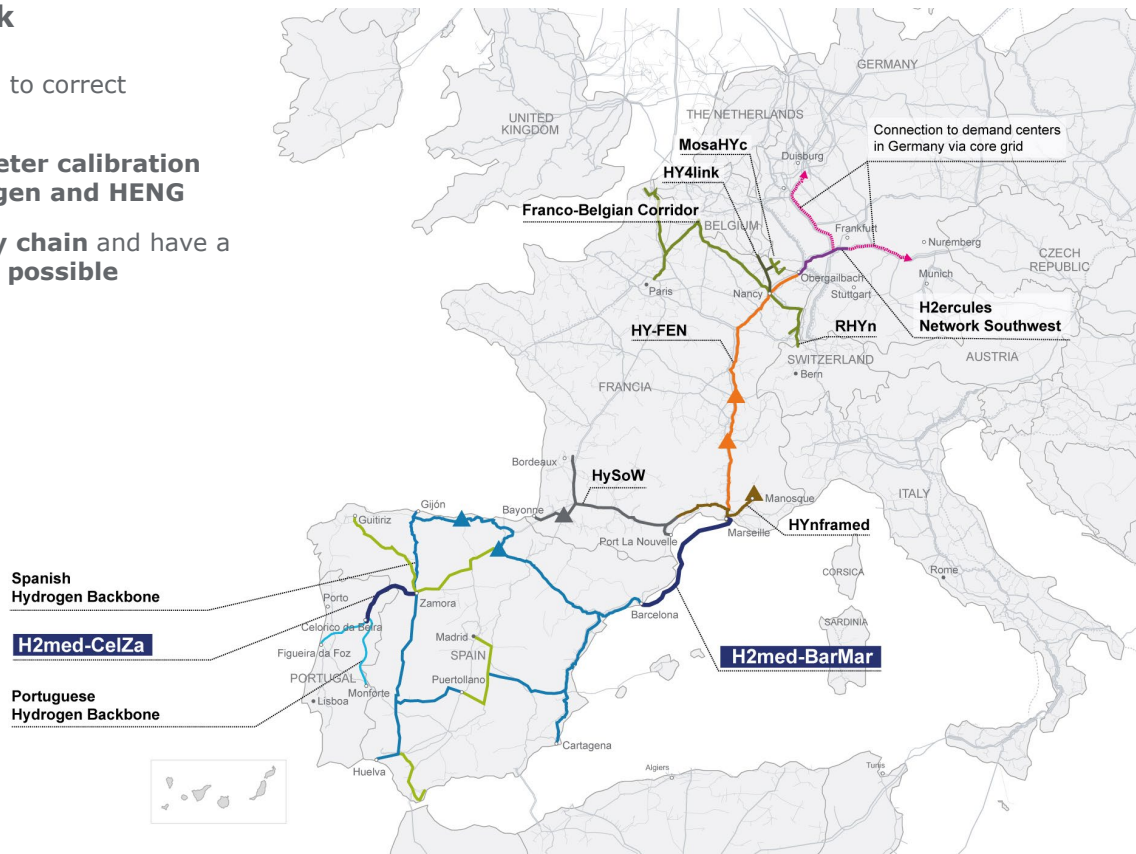 k
to correct
eter calibration
gen and HENG
y chain and have a
possible
GERMANY
UNITED
KINGDOM
THE NETHERLANDS
Connection to demand centers
in Germany via core grid
MosaHYc
Duisburg
HY4link
Franco-Belgian Corridor
BELGIUM
Frankfurt
Nuremberg
CZECH
REPUBLIC
Obergailbach
Munich
Paris
Nancy
Stuttgart
H2ercules
Network Southwest
HY-FEN
RHYn
SWITZERLAND
AUSTRIA
Bern
FRANCIA
Bordeaux
HySoW
Manosque
ITALY
Gijón
Bayonne
Guitiriz
HYnframed
Port La Nouvelle
Marseille
CORSICA
Rome
Spanish
Hydrogen Backbone
Porto
Zamora
Barcelona
SARDINIA
Celorico da Beira
Madrid
H2med-CelZa
SPAIN
H2med-BarMar
Figueira da Foz
PORTUGAL
Puertollano
Monforte
Portuguese
Hydrogen Backbone
Lisboa
Cartagena
Huelva
Algiers
Tunis